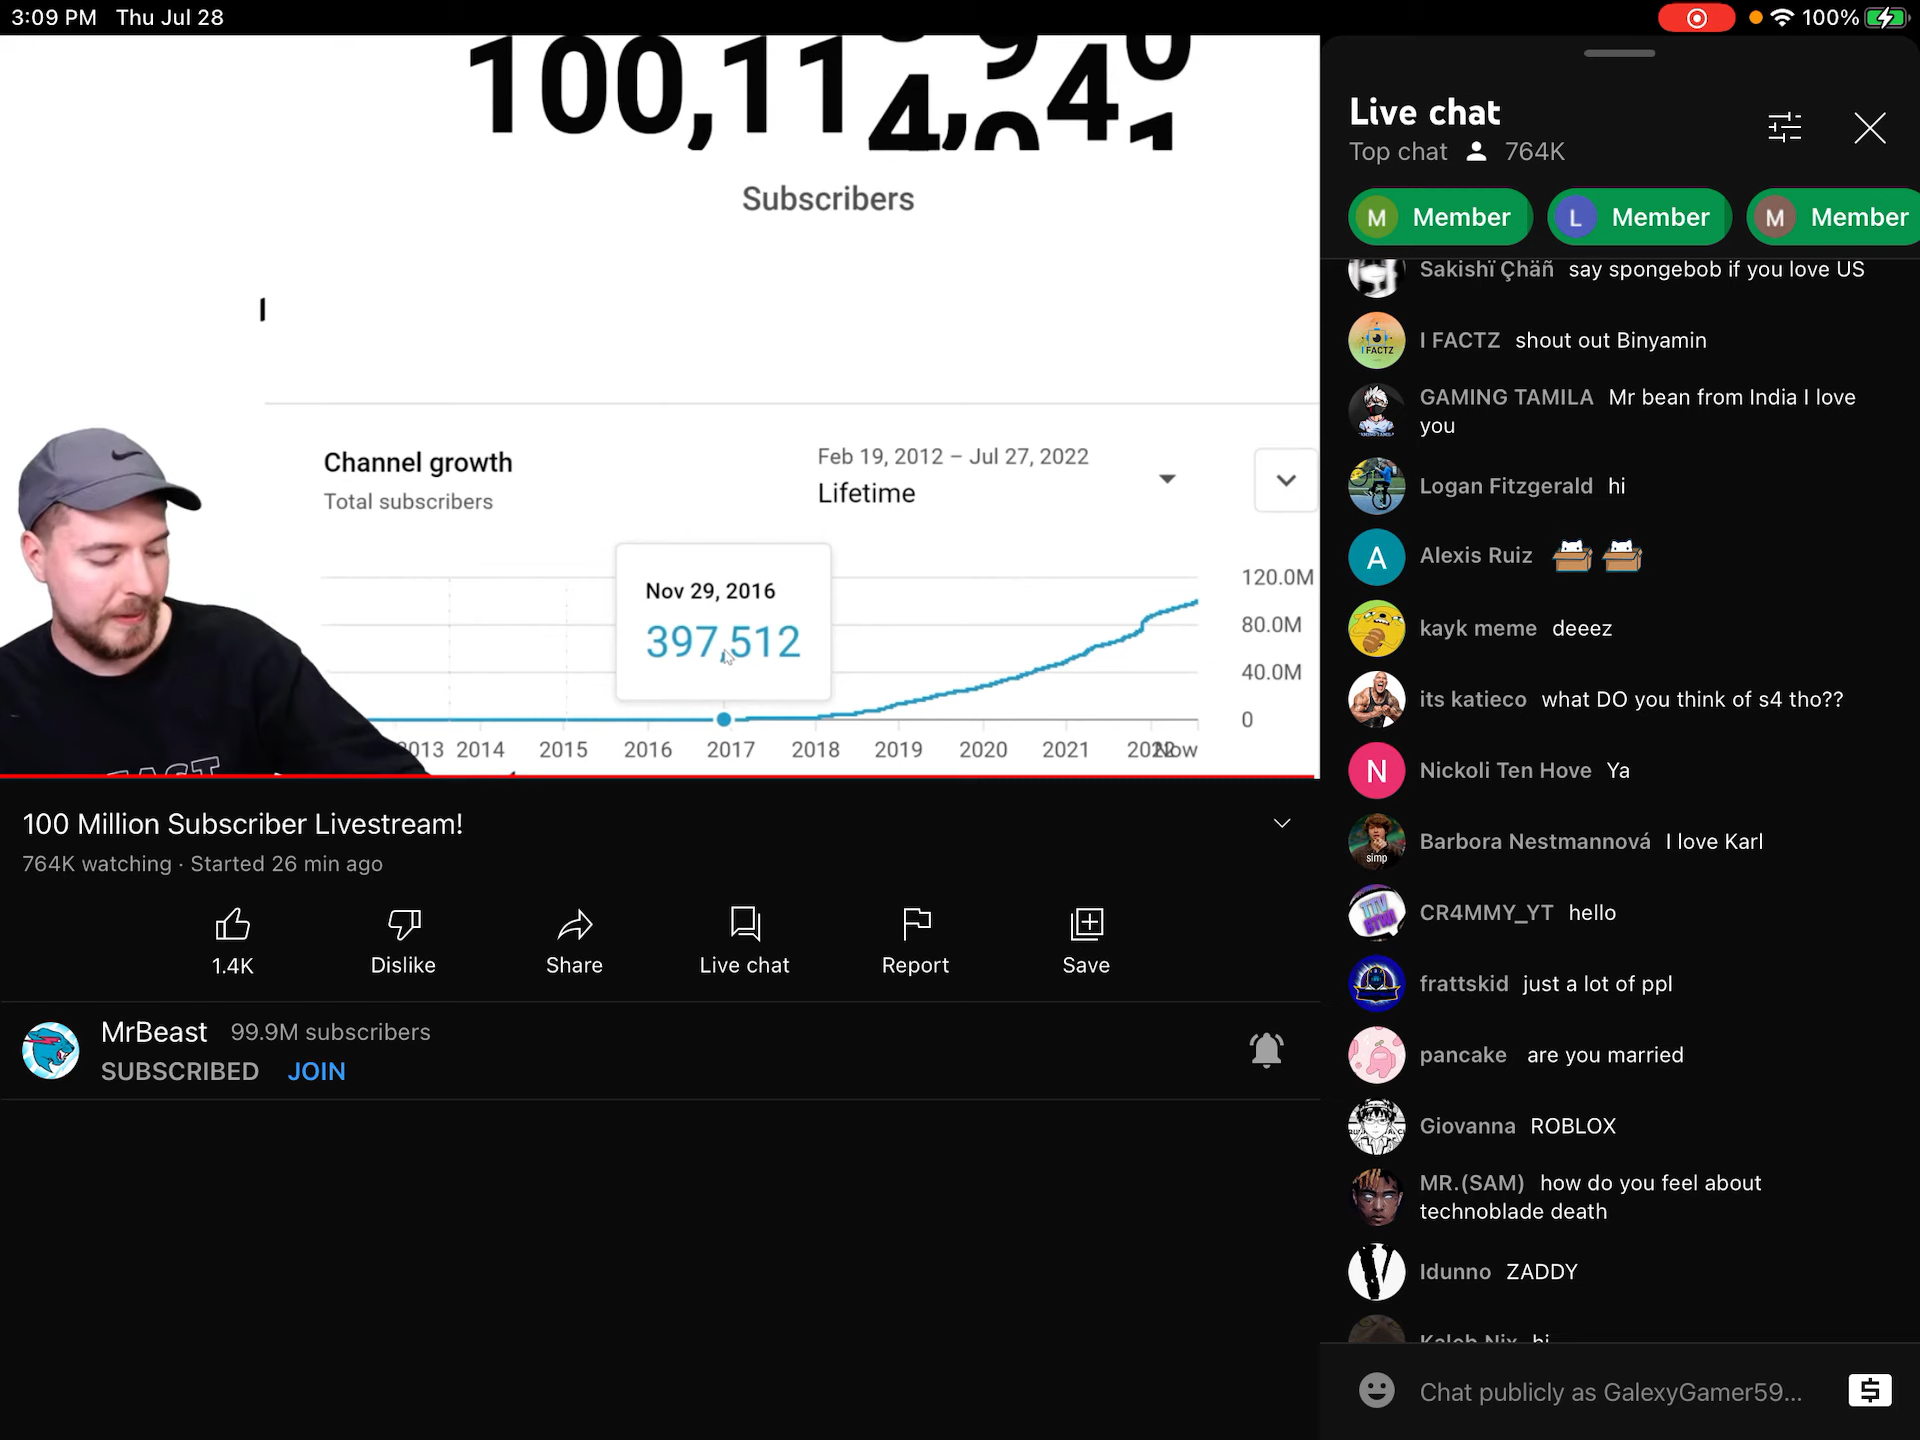 3:09 PM Thu Jul 28
100%
100,11
Subscribers
Channel growth
Total subscribers
Feb 19, 2012 – Jul 27, 2022
Lifetime
Nov 29, 2016
397,512
120.0M
80.0M
40.0M
0
2013 2014 2015 2016 2017 2018 2019 2020 2021 2022 Now
100 Million Subscriber Livestream!
764K watching · Started 26 min ago
1.4K Dislike Share Live chat Report Save
MrBeast 99.9M subscribers
SUBSCRIBED JOIN
Live chat
Top chat 764K
M Member L Member M Member
Sakishï Çhäñ say spongebob if you love US
I FACTZ shout out Binyamin
GAMING TAMILA Mr bean from India I love
you
Logan Fitzgerald hi
A Alexis Ruiz
kayk meme deeez
its katieco what DO you think of s4 tho??
N Nickoli Ten Hove Ya
simp Barbora Nestmannová I love Karl
CR4MMY_YT hello
frattskid just a lot of ppl
pancake are you married
Giovanna ROBLOX
MR.(SAM) how do you feel about
technoblade death
Idunno ZADDY
Kaleb Nix hi
Chat publicly as GalexyGamer59...